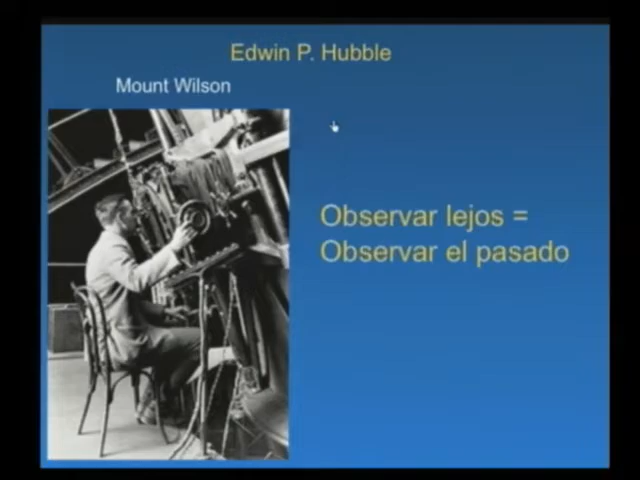 Edwin P. Hubble
Mount Wilson
Observar lejos =
Observar el pasado